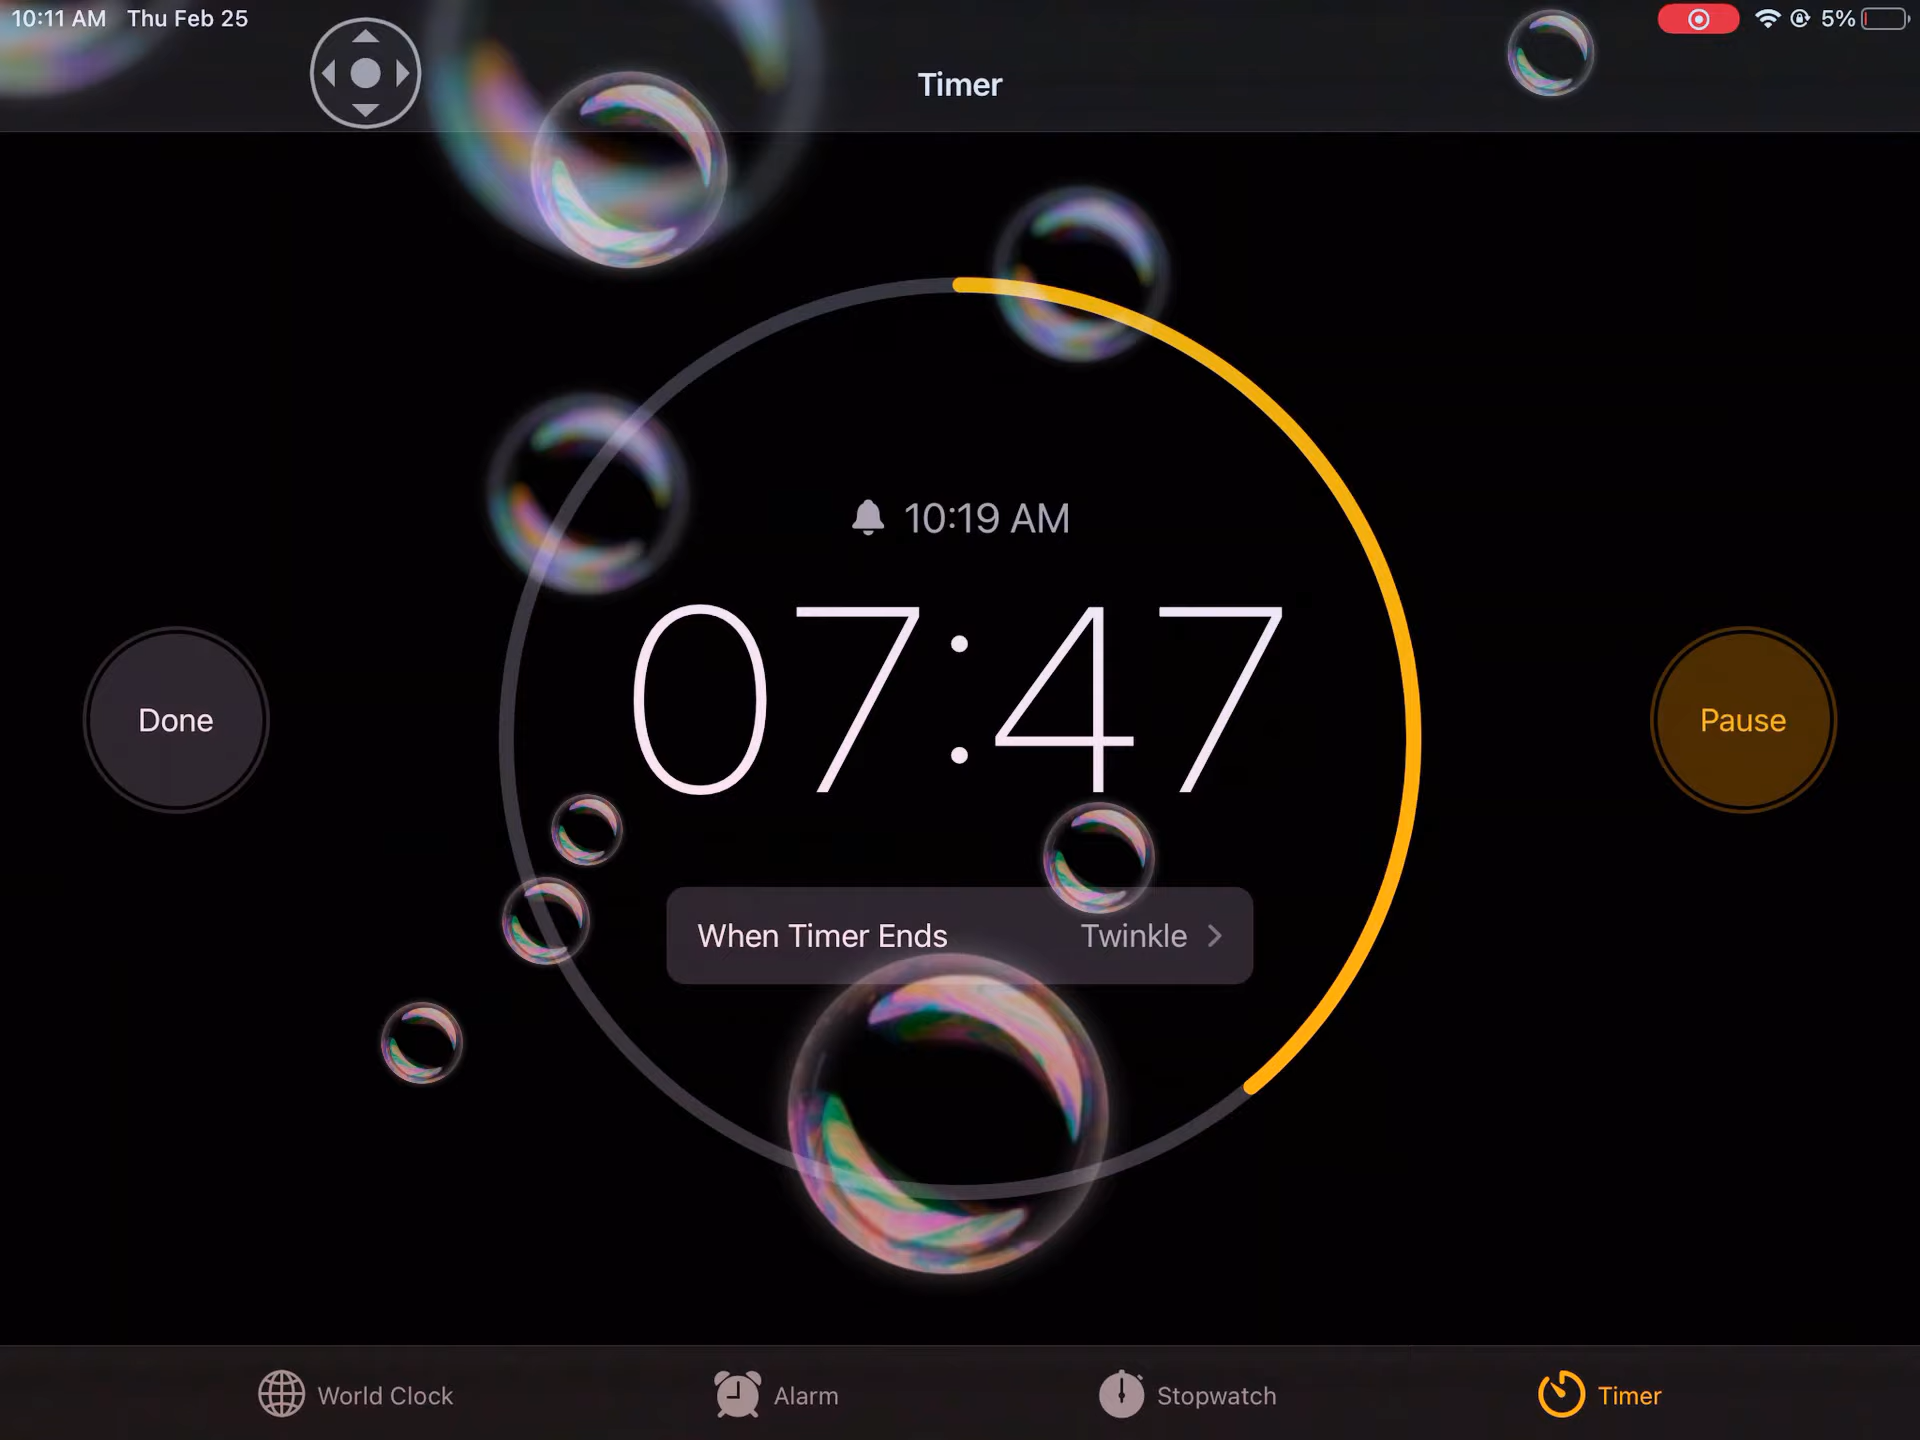 10:11 AM Thu Feb 25
5%
Timer
10:19 AM
07:47
Done
Pause
When Timer Ends Twinkle
World Clock
Alarm
Stopwatch
Timer